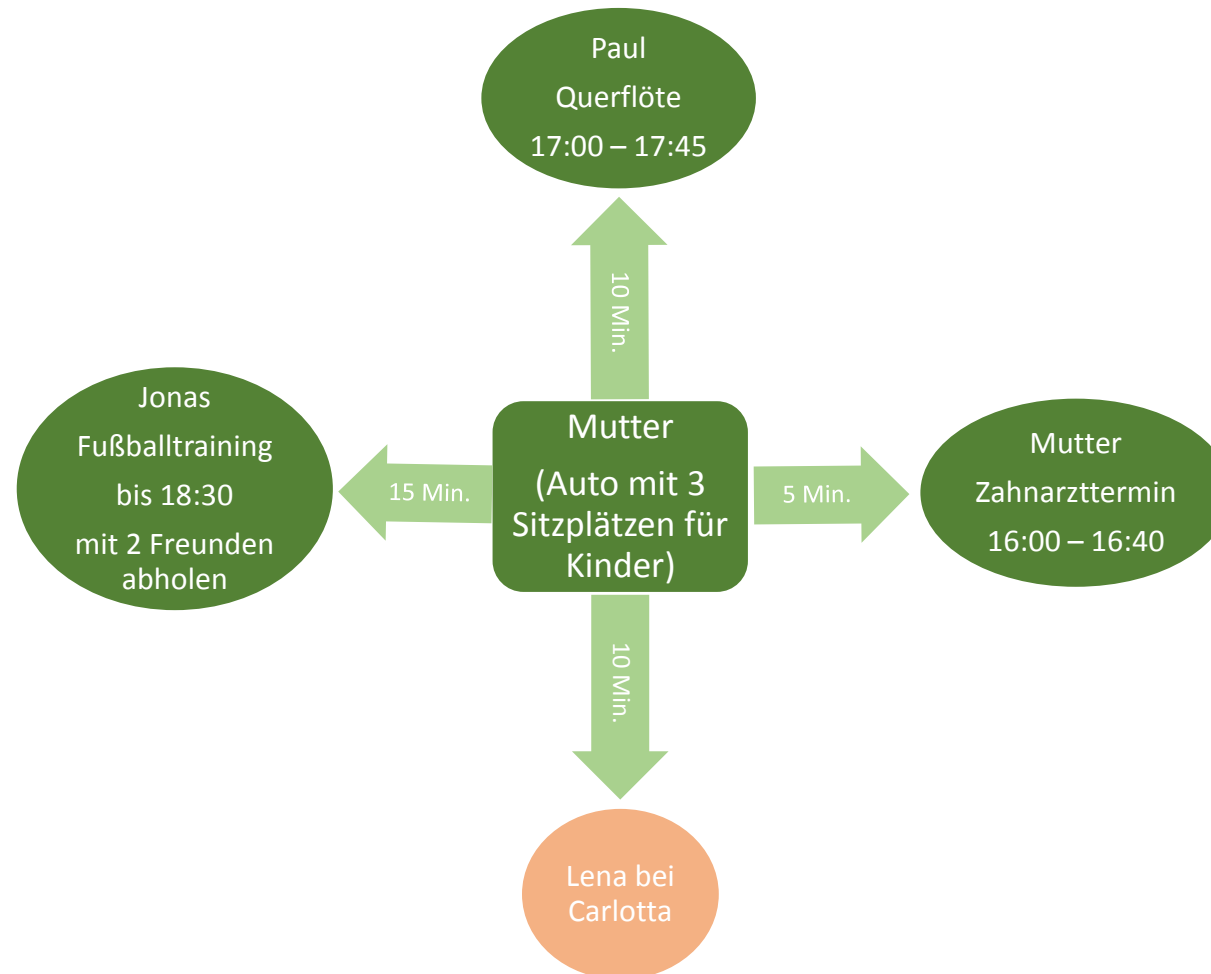 Paul
Querflöte
17:00 – 17:45
10 Min.
Jonas
Fußballtraining
bis 18:30
mit 2 Freunden
abholen
15 Min.
Mutter
(Auto mit 3
Sitzplätzen für
Kinder)
5 Min.
Mutter
Zahnarzttermin
16:00 – 16:40
10 Min.
Lena bei
Carlotta